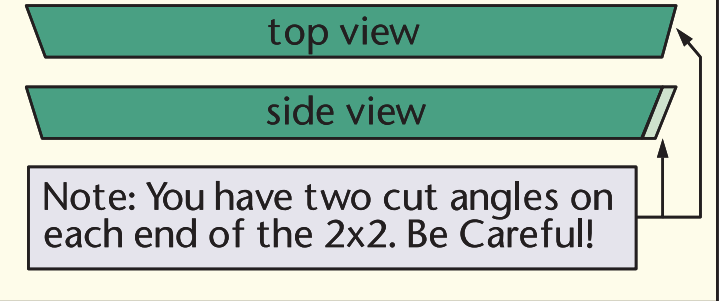 top view
side view
Note: You have two cut angles on
each end of the 2x2. Be Careful!